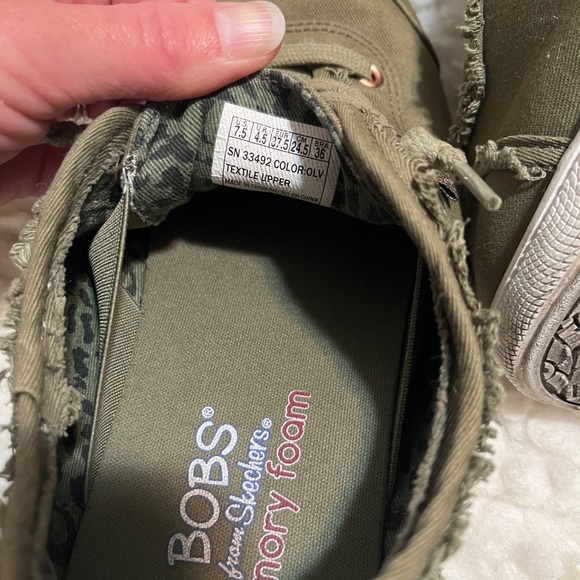 U.S. U.K. EUR CM BRA
7.5 4.5 37.5 24.5 36
SN 33492 COLOR:OLV
TEXTILE UPPER
BOBS®
from Skechers®
mory foam